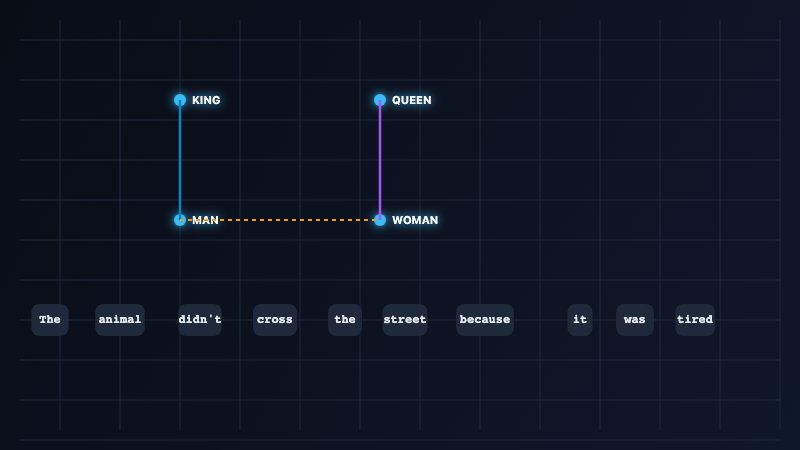 KING QUEEN
MAN WOMAN
The animal didn't cross the street because it was tired